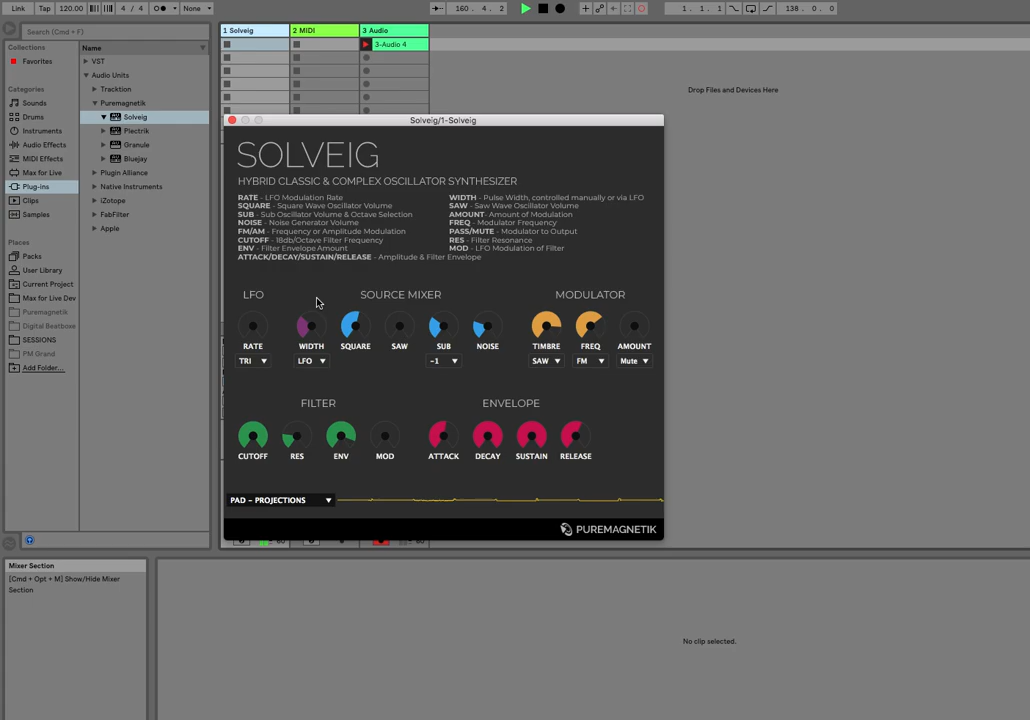 Link Tap 120.00 4 / 4 None 160. 4. 2 1. 1. 1 138. 0. 0
Search (Cmd + F)
Collections
Favorites
Categories
Sounds
Drums
Instruments
Audio Effects
MIDI Effects
Max for Live
Plug-ins
Clips
Samples
Places
Packs
User Library
Current Project
Max for Live Dev
Puremagnetik
Digital Beatboxe
SESSIONS
PM Grand
Add Folder...
Name
VST
Audio Units
Tracktion
Puremagnetik
Solveig
Plectrik
Granule
Bluejay
Plugin Alliance
Native Instruments
iZotope
FabFilter
Apple
1 Solveig 2 MIDI 3 Audio
3-Audio 4
Drop Files and Devices Here
Solveig/1-Solveig
SOLVEIG
HYBRID CLASSIC & COMPLEX OSCILLATOR SYNTHESIZER
RATE - LFO Modulation Rate
SQUARE - Square Wave Oscillator Volume
SUB - Sub Oscillator Volume & Octave Selection
NOISE - Noise Generator Volume
FM/AM - Frequency or Amplitude Modulation
CUTOFF - 18db/Octave Filter Frequency
ENV - Filter Envelope Amount
ATTACK/DECAY/SUSTAIN/RELEASE - Amplitude & Filter Envelope
WIDTH - Pulse Width, controlled manually or via LFO
SAW - Saw Wave Oscillator Volume
AMOUNT- Amount of Modulation
FREQ - Modulator Frequency
PASS/MUTE - Modulator to Output
RES - Filter Resonance
MOD - LFO Modulation of Filter
LFO SOURCE MIXER MODULATOR
RATE WIDTH SQUARE SAW SUB NOISE TIMBRE FREQ AMOUNT
TRI LFO -1 SAW FM Mute
FILTER ENVELOPE
CUTOFF RES ENV MOD ATTACK DECAY SUSTAIN RELEASE
PAD - PROJECTIONS
PUREMAGNETIK
Mixer Section
[Cmd + Opt + M] Show/Hide Mixer
Section
No clip selected.